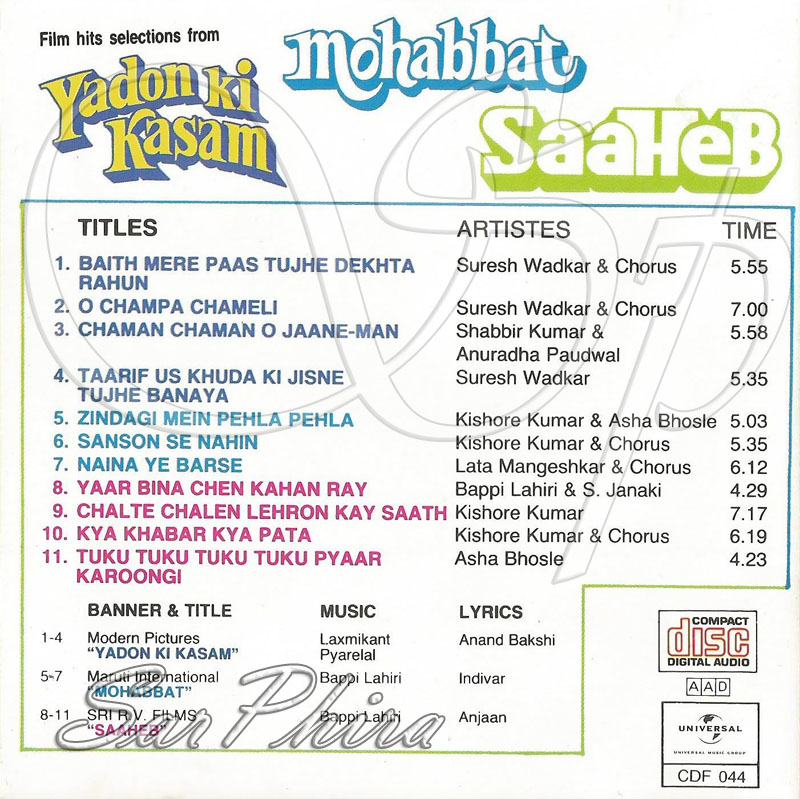 Film hits selections from
Yadon ki
Kasam
Mohabbat
SaaHeB
TITLES ARTISTES TIME
1. BAITH MERE PAAS TUJHE DEKHTA Suresh Wadkar & Chorus 5.55
RAHUN
2. O CHAMPA CHAMELI Suresh Wadkar & Chorus 7.00
3. CHAMAN CHAMAN O JAANE-MAN Shabbir Kumar & 5.58
Anuradha Paudwal
4. TAARIF US KHUDA KI JISNE Suresh Wadkar 5.35
TUJHE BANAYA
5. ZINDAGI MEIN PEHLA PEHLA Kishore Kumar & Asha Bhosle 5.03
6. SANSON SE NAHIN Kishore Kumar & Chorus 5.35
7. NAINA YE BARSE Lata Mangeshkar & Chorus 6.12
8. YAAR BINA CHEN KAHAN RAY Bappi Lahiri & S. Janaki 4.29
9. CHALTE CHALEN LEHRON KAY SAATH Kishore Kumar 7.17
10. KYA KHABAR KYA PATA Kishore Kumar & Chorus 6.19
11. TUKU TUKU TUKU TUKU PYAAR Asha Bhosle 4.23
KAROONGI
BANNER & TITLE MUSIC LYRICS
1-4 Modern Pictures Laxmikant Anand Bakshi
"YADON KI KASAM" Pyarelal
5-7 Maruti International Bappi Lahiri Indivar
"MOHABBAT"
8-11 SRI R.V. FILMS Bappi Lahiri Anjaan
"SAAHEB"
Sur Phira
COMPACT
disc
DIGITAL AUDIO
AAD
UNIVERSAL
UNIVERSAL MUSIC GROUP
CDF 044